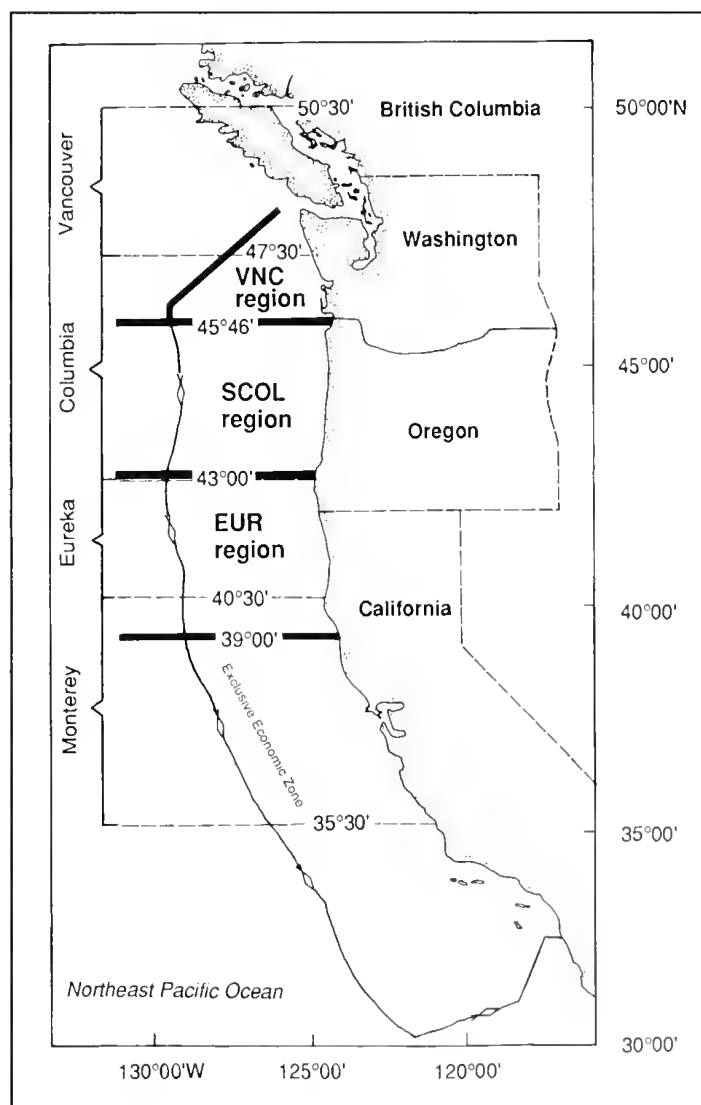 50°30'
British Columbia
50°00'N
Vancouver
Washington
47°30'
VNC
region
45°46'
Columbia
45°00'
SCOL
region
Oregon
43°00'
Eureka
EUR
region
40°30'
California
40°00'
39°00'
Monterey
Exclusive Economic Zone
35°30'
35°00'
Northeast Pacific Ocean
30°00'
130°00'W
125°00'
120°00'